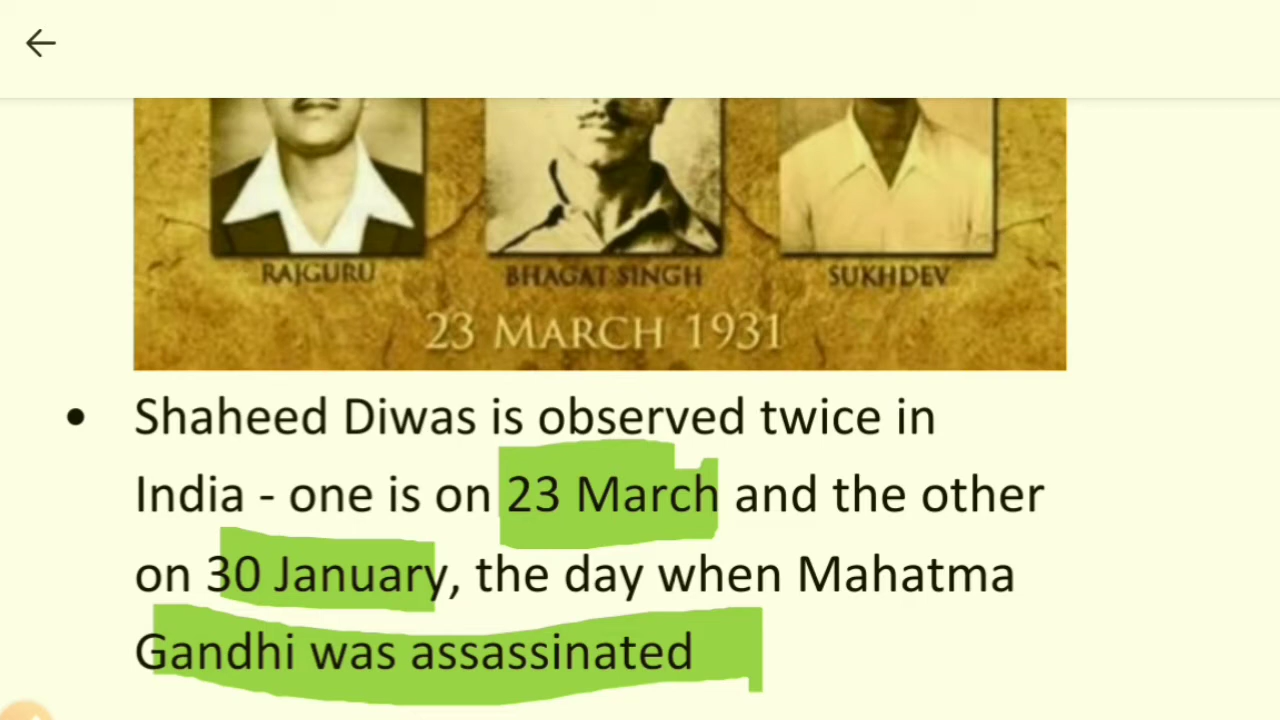 RAJGURU BHAGAT SINGH SUKHDEV
23 MARCH 1931
• Shaheed Diwas is observed twice in
India - one is on 23 March and the other
on 30 January, the day when Mahatma
Gandhi was assassinated